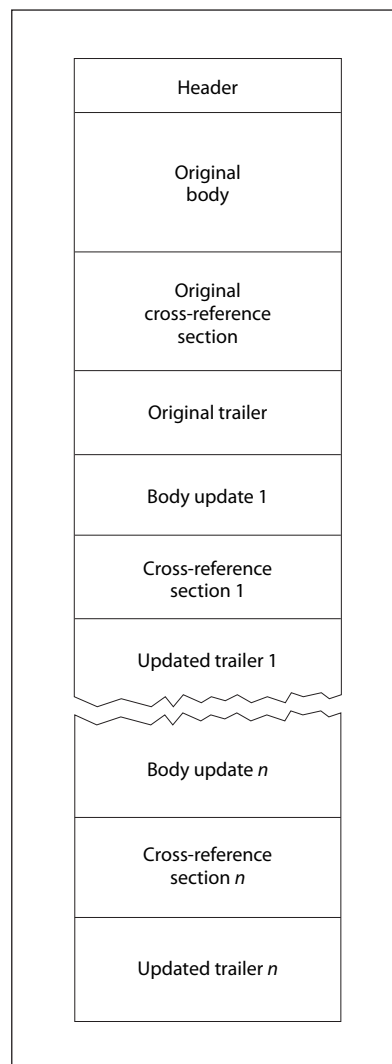 Header
Original
body
Original
cross-reference
section
Original trailer
Body update 1
Cross-reference
section 1
Updated trailer 1
Body update n
Cross-reference
section n
Updated trailer n